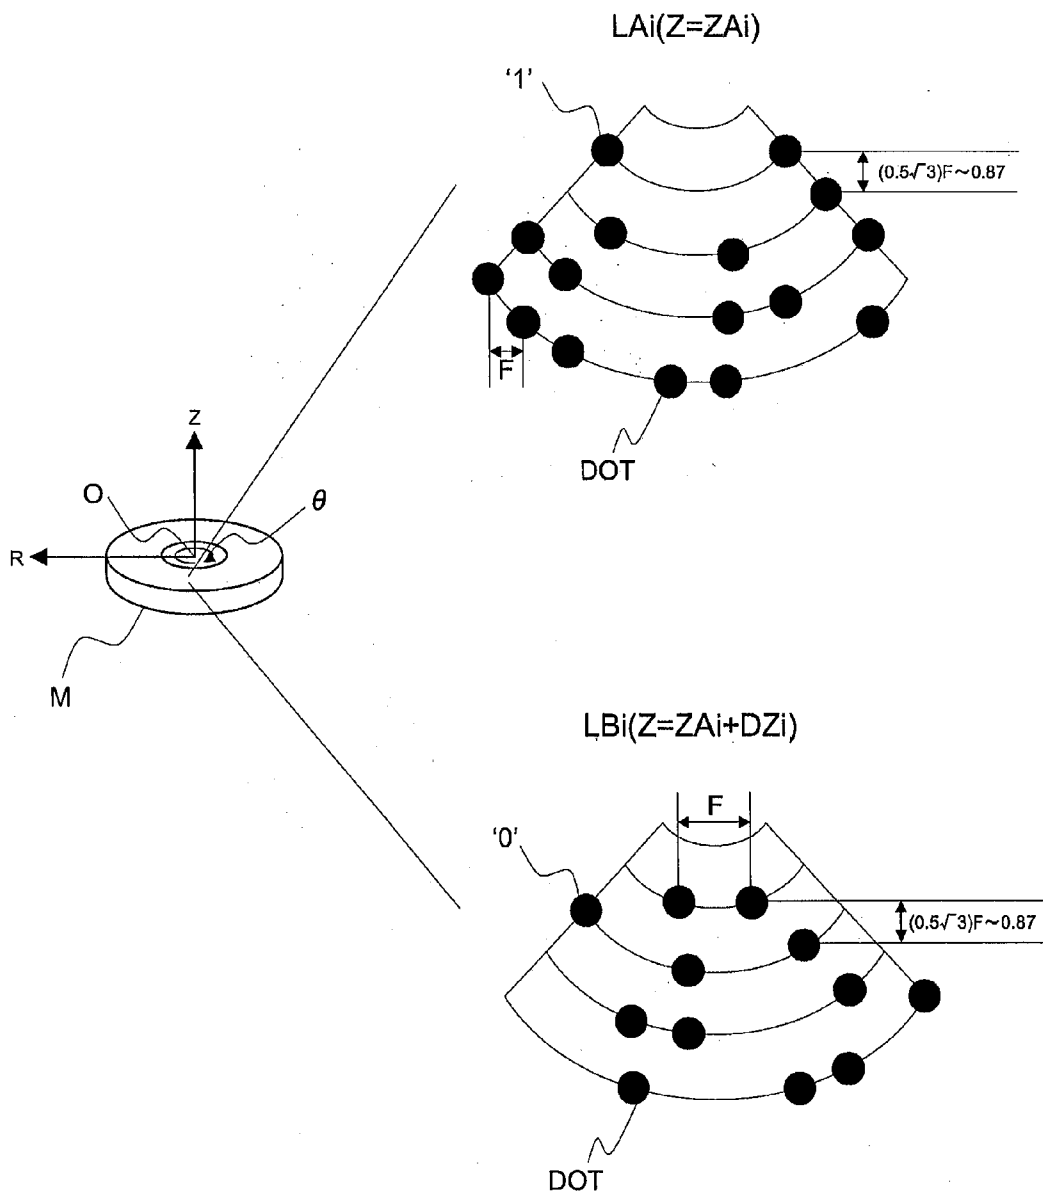 LAi(Z=ZAi)
'1'
(0.5√3)F~0.87
F
DOT
Z
O
θ
R
M
LBi(Z=ZAi+DZi)
F
'0'
(0.5√3)F~0.87
DOT